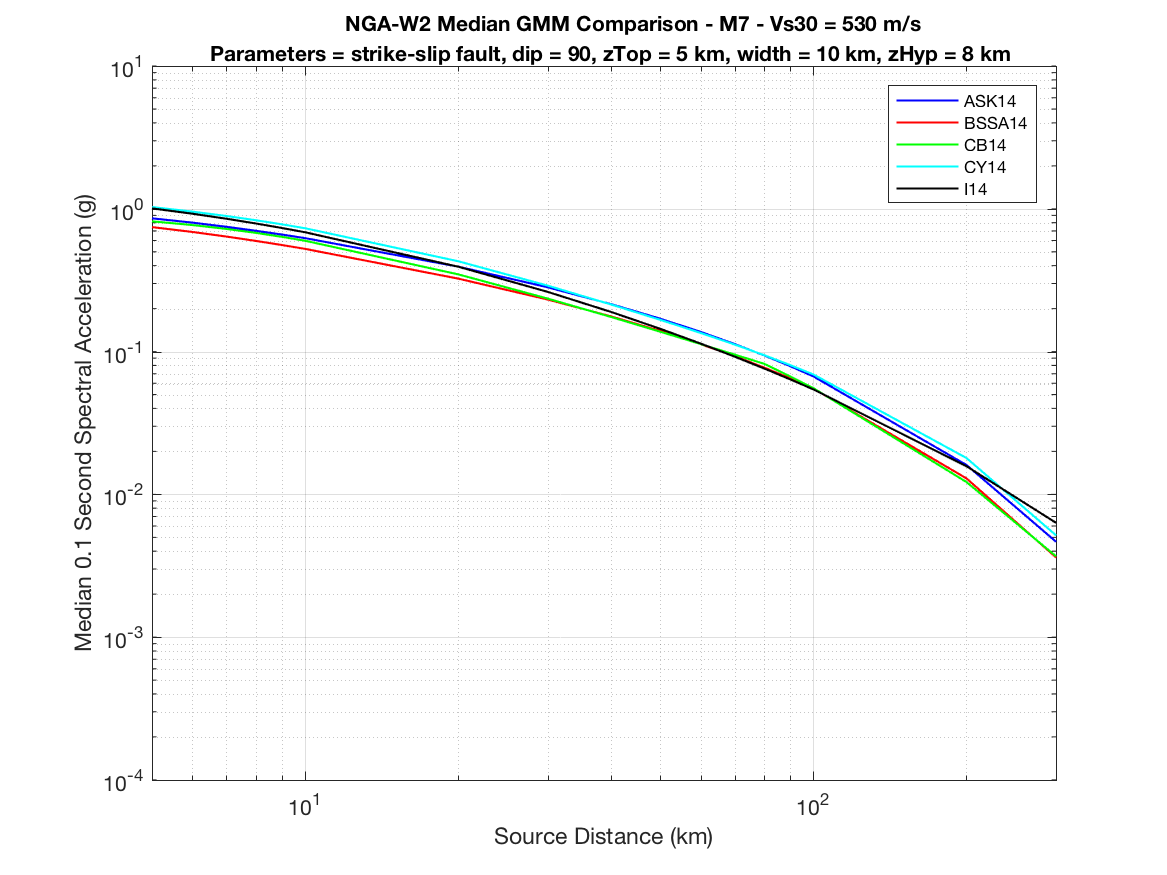 NGA-W2 Median GMM Comparison - M7 - Vs30 = 530 m/s
Parameters = strike-slip fault, dip = 90, zTop = 5 km, width = 10 km, zHyp = 8 km
ASK14
BSSA14
CB14
CY14
I14
Median 0.1 Second Spectral Acceleration (g)
10^1
10^0
10^-1
10^-2
10^-3
10^-4
10^1
10^2
Source Distance (km)